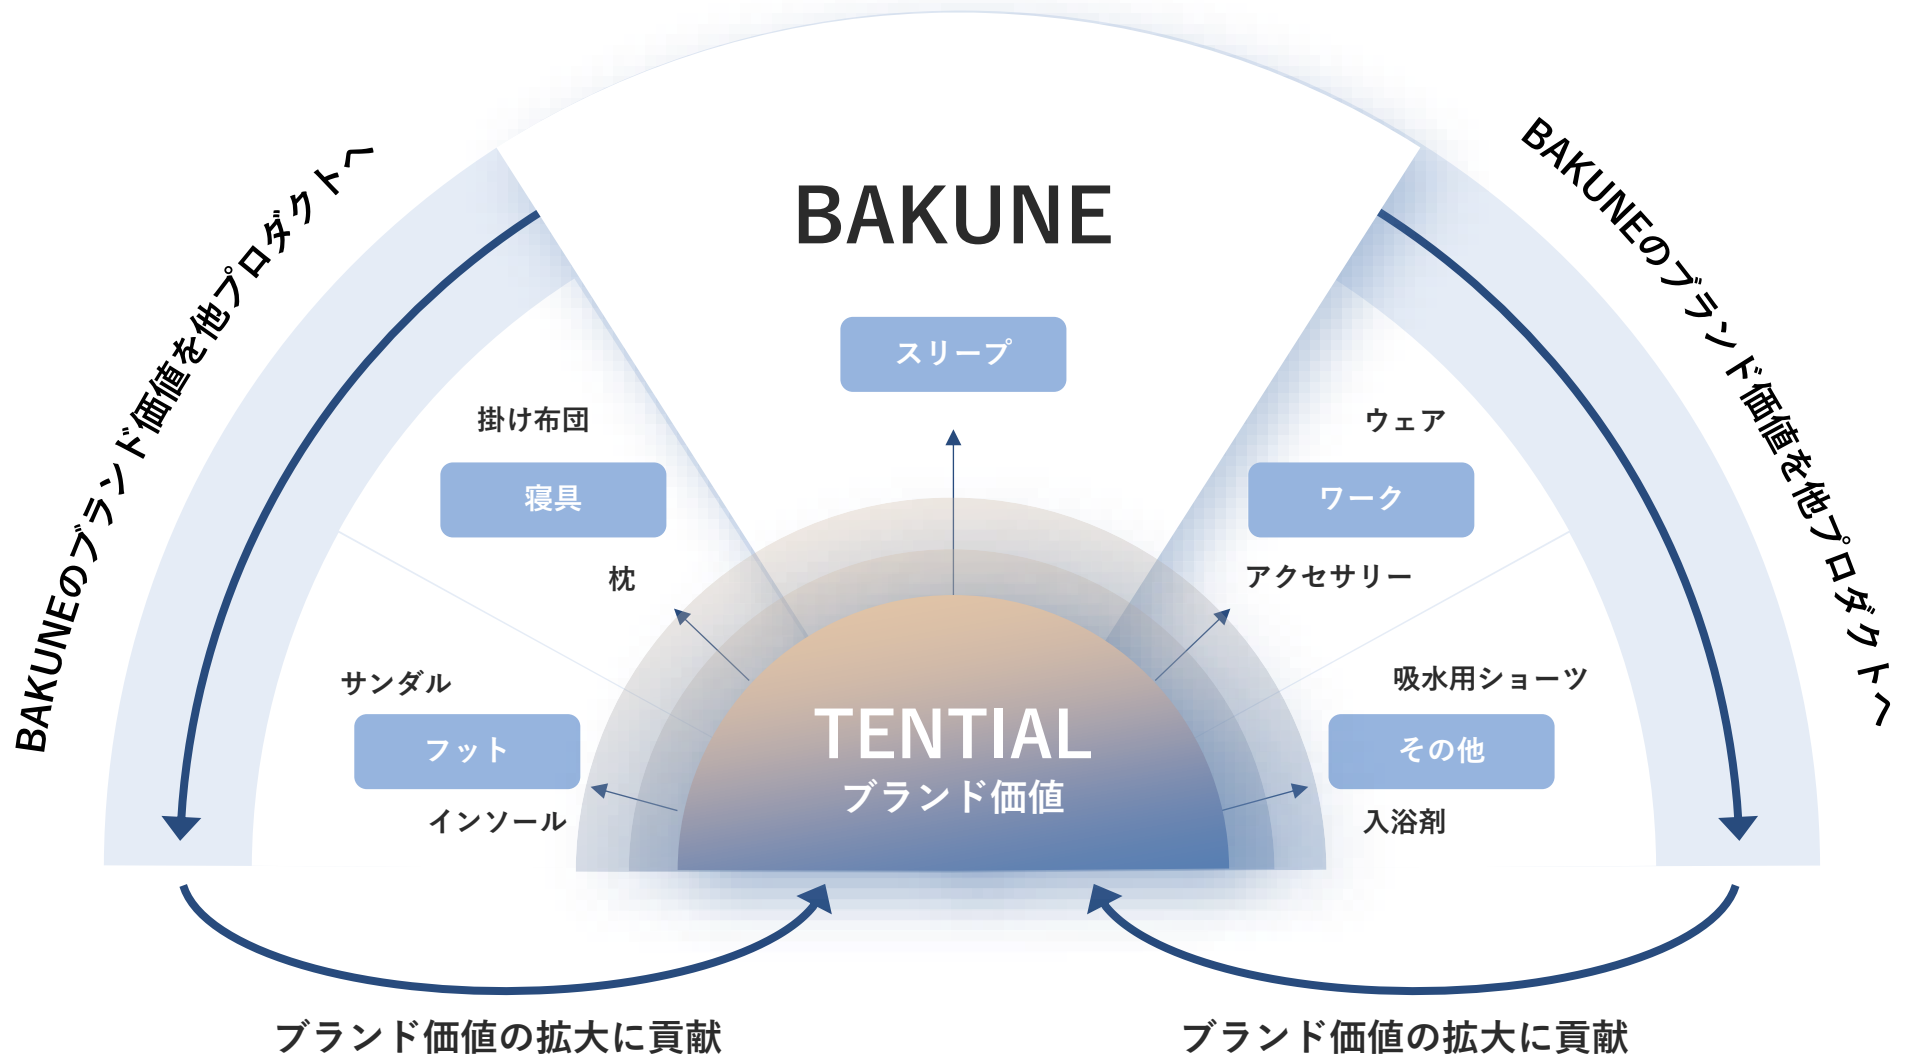 BAKUNE
スリープ
BAKUNEのブランド価値を他プロダクトへ
BAKUNEのブランド価値を他プロダクトへ
掛け布団
寝具
枕
ウェア
ワーク
アクセサリー
サンダル
フット
インソール
吸水用ショーツ
その他
入浴剤
TENTIAL
ブランド価値
ブランド価値の拡大に貢献
ブランド価値の拡大に貢献